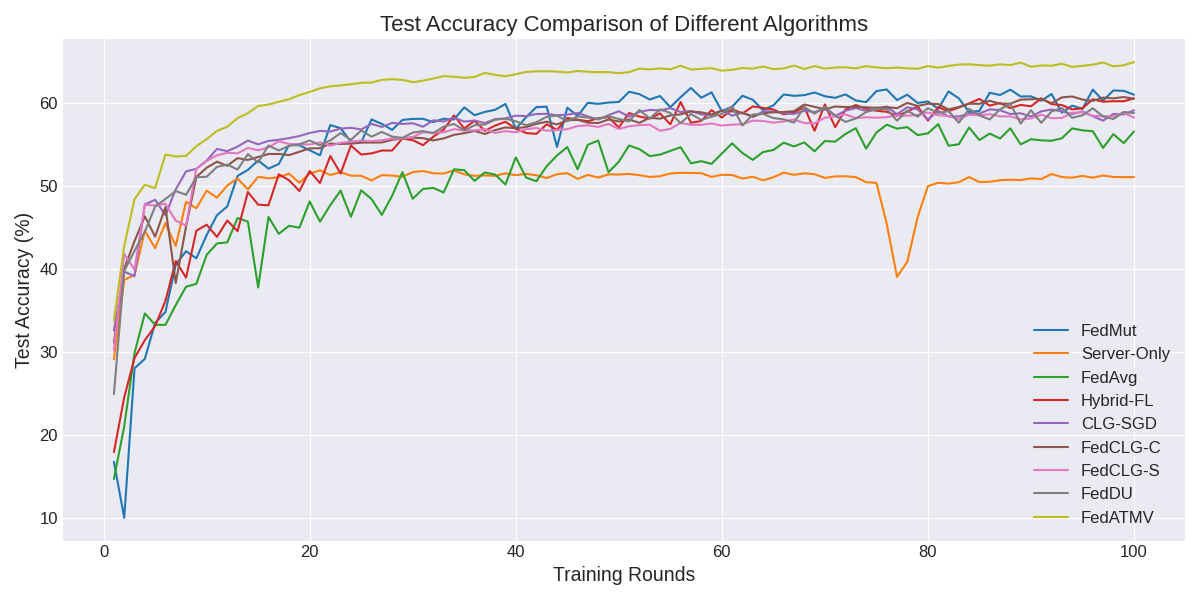 Test Accuracy Comparison of Different Algorithms
Test Accuracy (%)
60
50
40
30
20
10
0
20
40
60
80
100
Training Rounds
FedMut
Server-Only
FedAvg
Hybrid-FL
CLG-SGD
FedCLG-C
FedCLG-S
FedDU
FedATMV